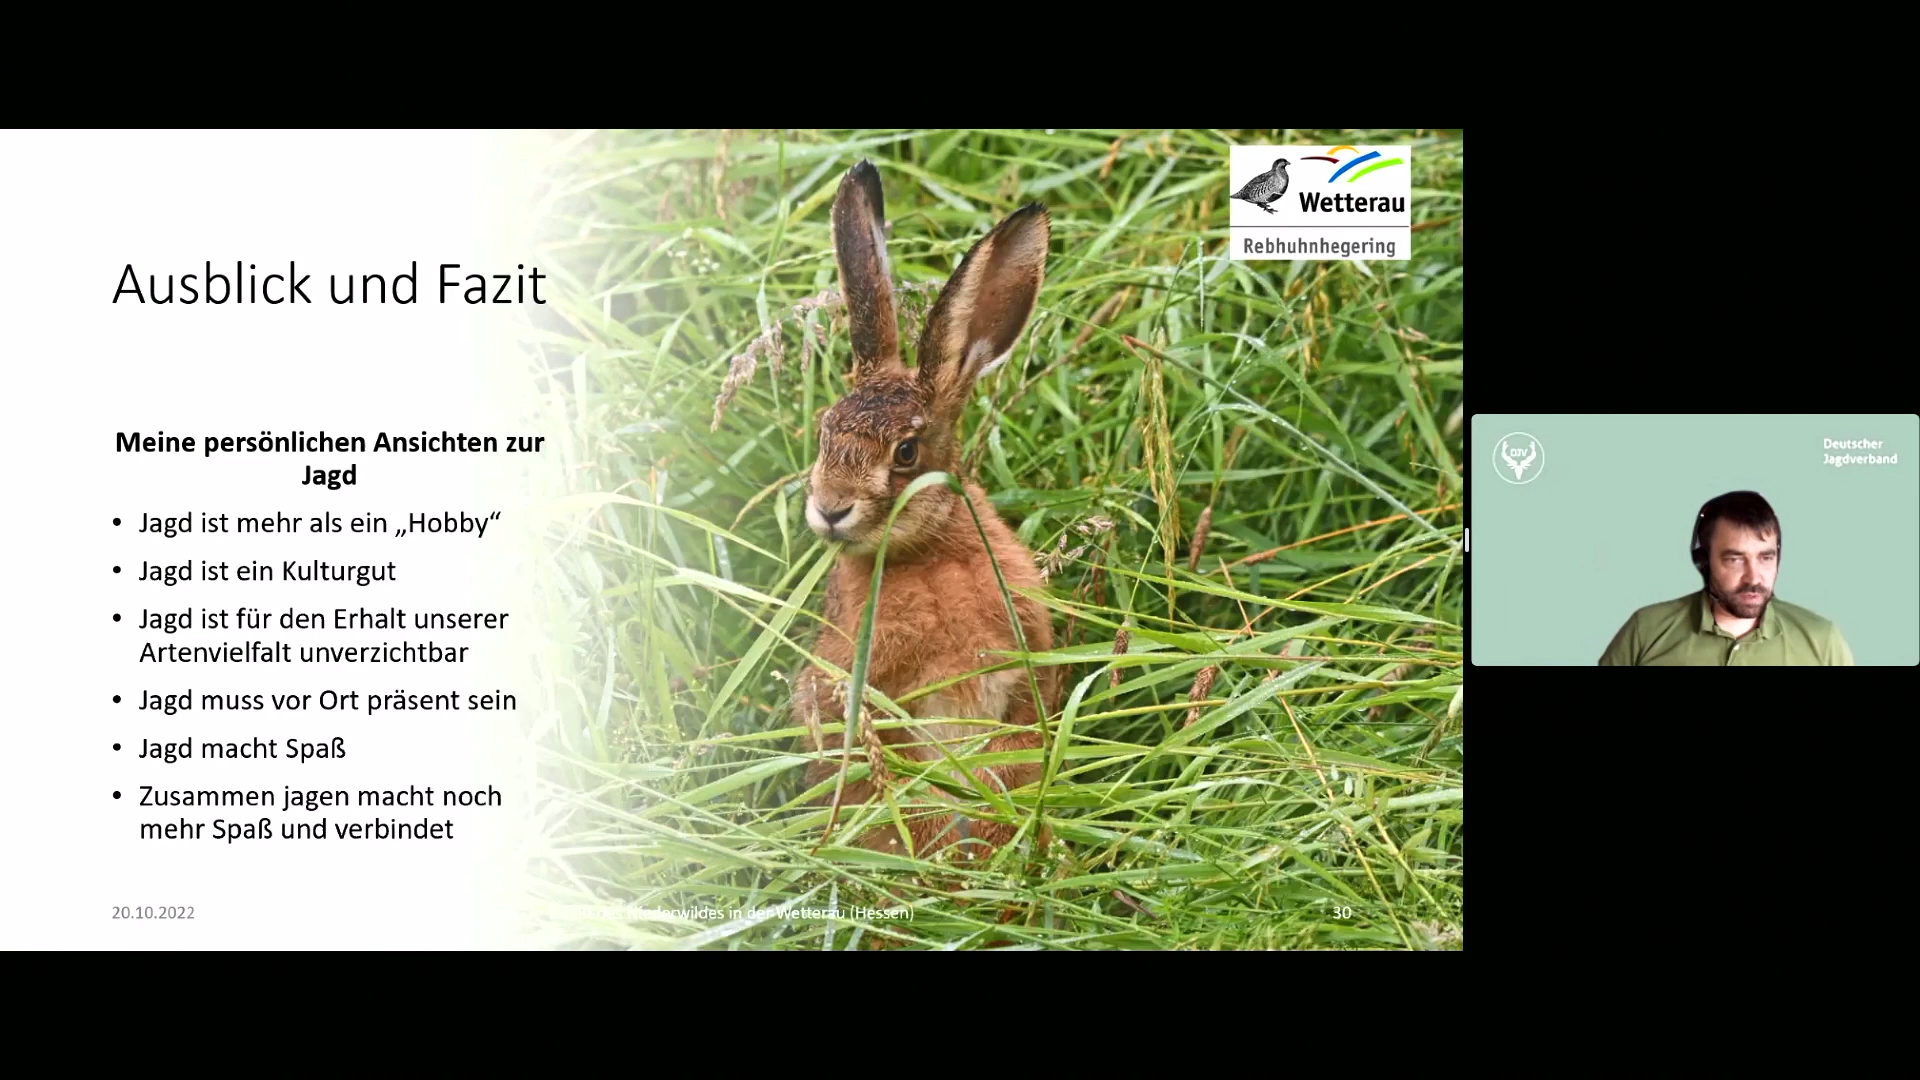 Ausblick und Fazit
Meine persönlichen Ansichten zur
Jagd
• Jagd ist mehr als ein „Hobby“
• Jagd ist ein Kulturgut
• Jagd ist für den Erhalt unserer
Artenvielfalt unverzichtbar
• Jagd muss vor Ort präsent sein
• Jagd macht Spaß
• Zusammen jagen macht noch
mehr Spaß und verbindet
20.10.2022
Niederwildes in der Wetterau (Hessen)
30
Wetterau
Rebhuhnhegering
DJV
Deutscher
Jagdverband